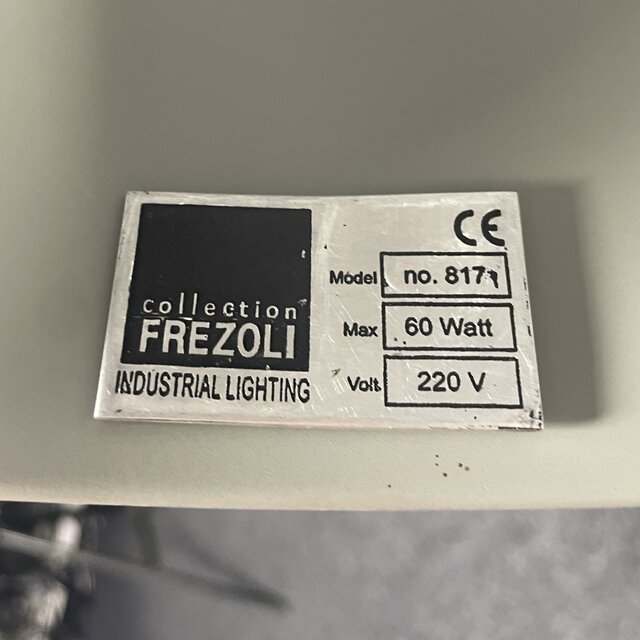 CE
collection
FREZOLI
INDUSTRIAL LIGHTING
Model no. 817
Max 60 Watt
Volt 220 V